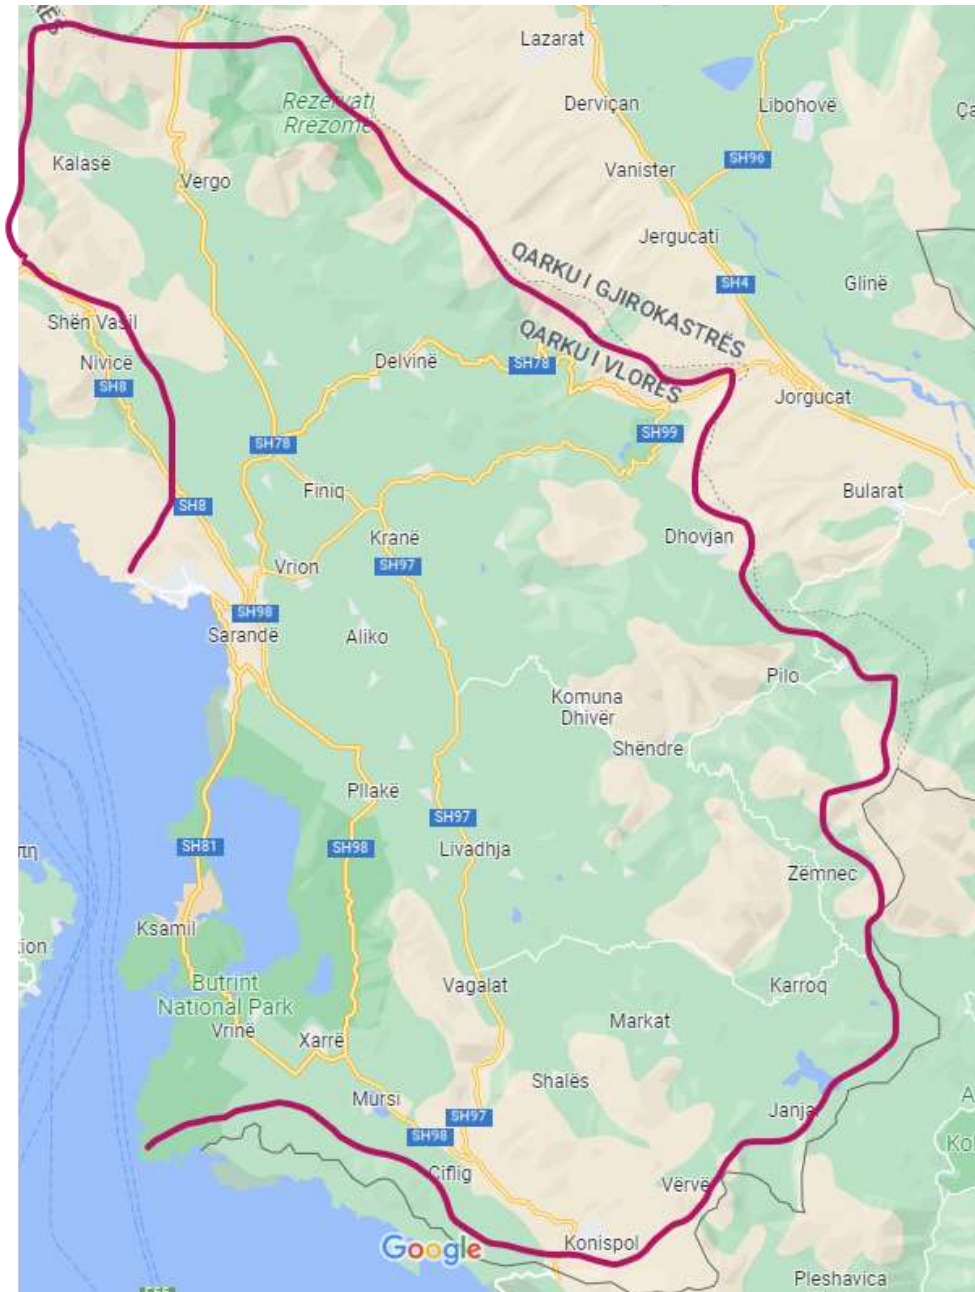 Lazarat
Rezervati
Rrezomë
Derviçan
Libohovë
Kalasë
Vergo
Vanister
SH96
Jergucati
QARKU I GJIROKASTRËS
SH4
Glinë
Shën Vasil
QARKU I VLORËS
Nivicë
SH8
Delvinë
SH78
Jorgucat
SH78
SH99
Finiq
SH8
Bularat
Kranë
Dhovjan
Vrion
SH97
SH98
Sarandë
Aliko
Pilo
Komuna
Dhivër
Shëndre
Pllakë
SH97
SH81
SH98
Livadhja
Zëmnec
Ksamil
Butrint
National Park
Vagalat
Karroq
Vrinë
Xarrë
Markat
Shalës
Mursi
SH97
Janjar
SH98
Ciflig
Vërvë
Konispol
Google
Pleshavica